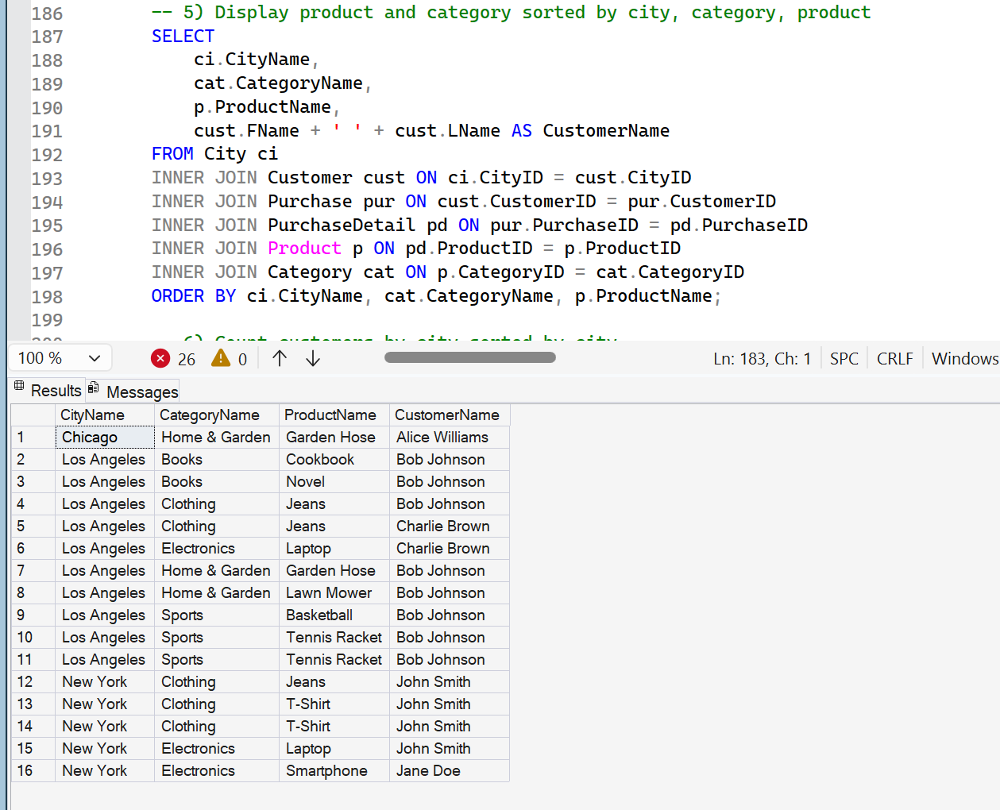 186 -- 5) Display product and category sorted by city, category, product
187 SELECT
188 ci.CityName,
189 cat.CategoryName,
190 p.ProductName,
191 cust.FName + ' ' + cust.LName AS CustomerName
192 FROM City ci
193 INNER JOIN Customer cust ON ci.CityID = cust.CityID
194 INNER JOIN Purchase pur ON cust.CustomerID = pur.CustomerID
195 INNER JOIN PurchaseDetail pd ON pur.PurchaseID = pd.PurchaseID
196 INNER JOIN Product p ON pd.ProductID = p.ProductID
197 INNER JOIN Category cat ON p.CategoryID = cat.CategoryID
198 ORDER BY ci.CityName, cat.CategoryName, p.ProductName;
199
6) Count customers by city sorted by city
100 % 26 0 Ln: 183, Ch: 1 SPC CRLF Windows
Results Messages
CityName CategoryName ProductName CustomerName
1 Chicago Home & Garden Garden Hose Alice Williams
2 Los Angeles Books Cookbook Bob Johnson
3 Los Angeles Books Novel Bob Johnson
4 Los Angeles Clothing Jeans Bob Johnson
5 Los Angeles Clothing Jeans Charlie Brown
6 Los Angeles Electronics Laptop Charlie Brown
7 Los Angeles Home & Garden Garden Hose Bob Johnson
8 Los Angeles Home & Garden Lawn Mower Bob Johnson
9 Los Angeles Sports Basketball Bob Johnson
10 Los Angeles Sports Tennis Racket Bob Johnson
11 Los Angeles Sports Tennis Racket Bob Johnson
12 New York Clothing Jeans John Smith
13 New York Clothing T-Shirt John Smith
14 New York Clothing T-Shirt John Smith
15 New York Electronics Laptop John Smith
16 New York Electronics Smartphone Jane Doe